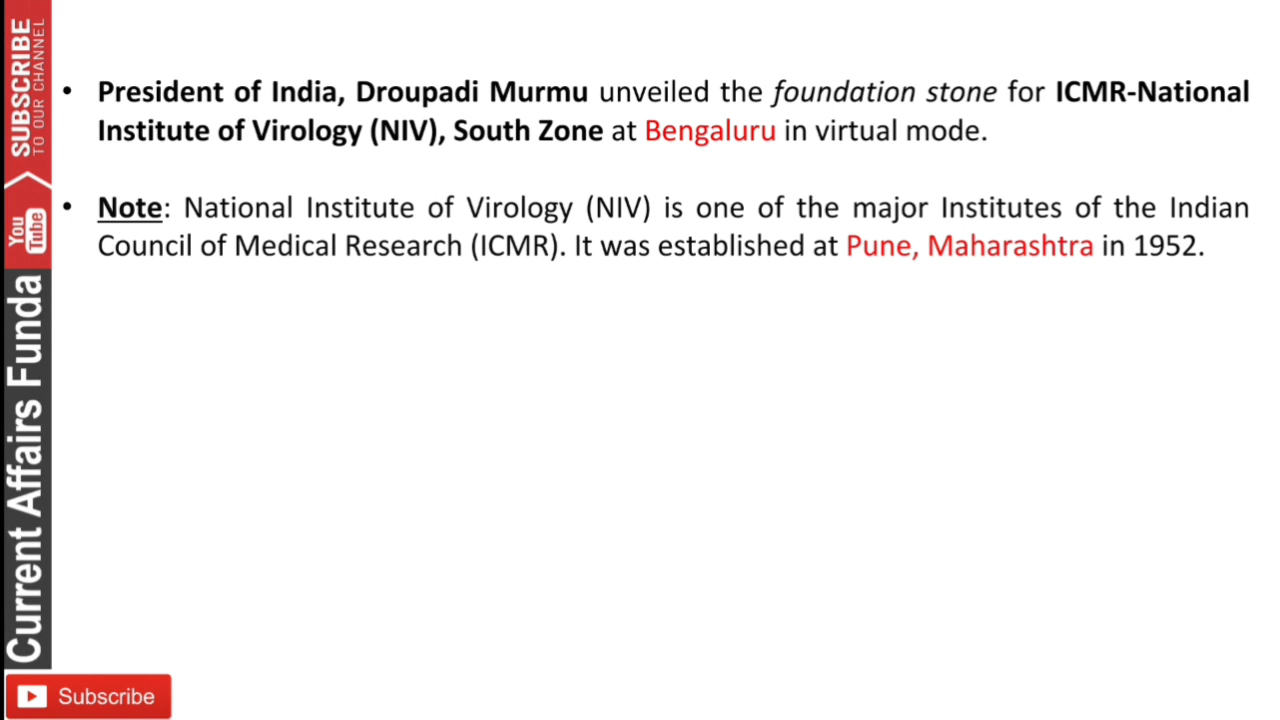 SUBSCRIBE
TO OUR CHANNEL
You
Tube
Current Affairs Funda
• President of India, Droupadi Murmu unveiled the foundation stone for ICMR-National
Institute of Virology (NIV), South Zone at Bengaluru in virtual mode.
• Note: National Institute of Virology (NIV) is one of the major Institutes of the Indian
Council of Medical Research (ICMR). It was established at Pune, Maharashtra in 1952.
Subscribe